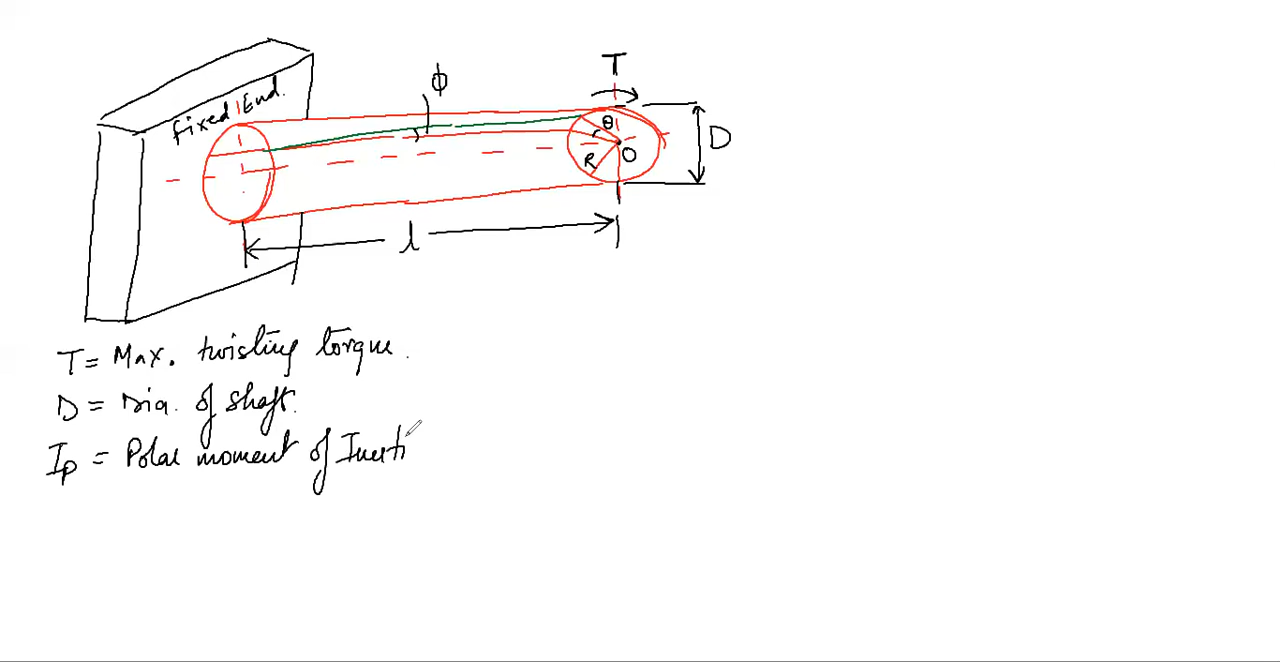 T
ϕ
fixed End.
θ
D
R
O
l
T = Max. twisting torque.
D = Dia. of shaft.
Ip = Polar moment of Inerti